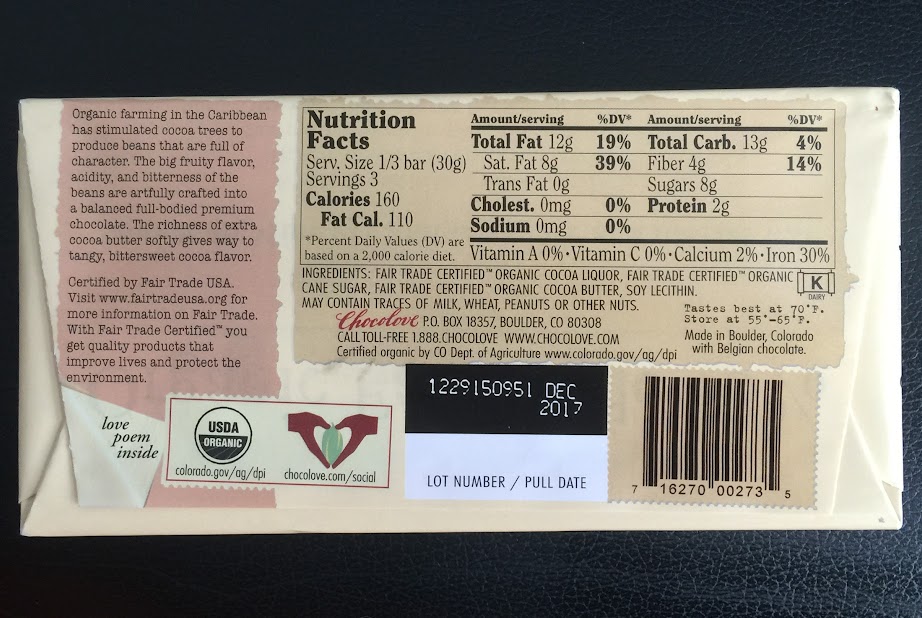 Organic farming in the Caribbean
has stimulated cocoa trees to
produce beans that are full of
character. The big fruity flavor,
acidity, and bitterness of the
beans are artfully crafted into
a balanced full-bodied premium
chocolate. The richness of extra
cocoa butter softly gives way to
tangy, bittersweet cocoa flavor.
Certified by Fair Trade USA.
Visit www.fairtradeusa.org for
more information on Fair Trade.
With Fair Trade Certified™ you
get quality products that
improve lives and protect the
environment.
love
poem
inside
USDA
ORGANIC
colorado.gov/ag/dpi
chocolove.com/social
Nutrition
Facts
Serv. Size 1/3 bar (30g)
Servings 3
Calories 160
Fat Cal. 110
*Percent Daily Values (DV) are
based on a 2,000 calorie diet.
Amount/serving %DV* Amount/serving %DV*
Total Fat 12g 19% Total Carb. 13g 4%
Sat. Fat 8g 39% Fiber 4g 14%
Trans Fat 0g Sugars 8g
Cholest. 0mg 0% Protein 2g
Sodium 0mg 0%
Vitamin A 0% • Vitamin C 0% • Calcium 2% • Iron 30%
INGREDIENTS: FAIR TRADE CERTIFIED™ ORGANIC COCOA LIQUOR, FAIR TRADE CERTIFIED™ ORGANIC
CANE SUGAR, FAIR TRADE CERTIFIED™ ORGANIC COCOA BUTTER, SOY LECITHIN.
MAY CONTAIN TRACES OF MILK, WHEAT, PEANUTS OR OTHER NUTS.
K
DAIRY
Chocolove P.O. BOX 18357, BOULDER, CO 80308
CALL TOLL-FREE 1.888.CHOCOLOVE WWW.CHOCOLOVE.COM
Certified organic by CO Dept. of Agriculture www.colorado.gov/ag/dpi
Tastes best at 70°F.
Store at 55°-65°F.
Made in Boulder, Colorado
with Belgian chocolate.
1229150951 DEC
2017
LOT NUMBER / PULL DATE
7 16270 00273 5